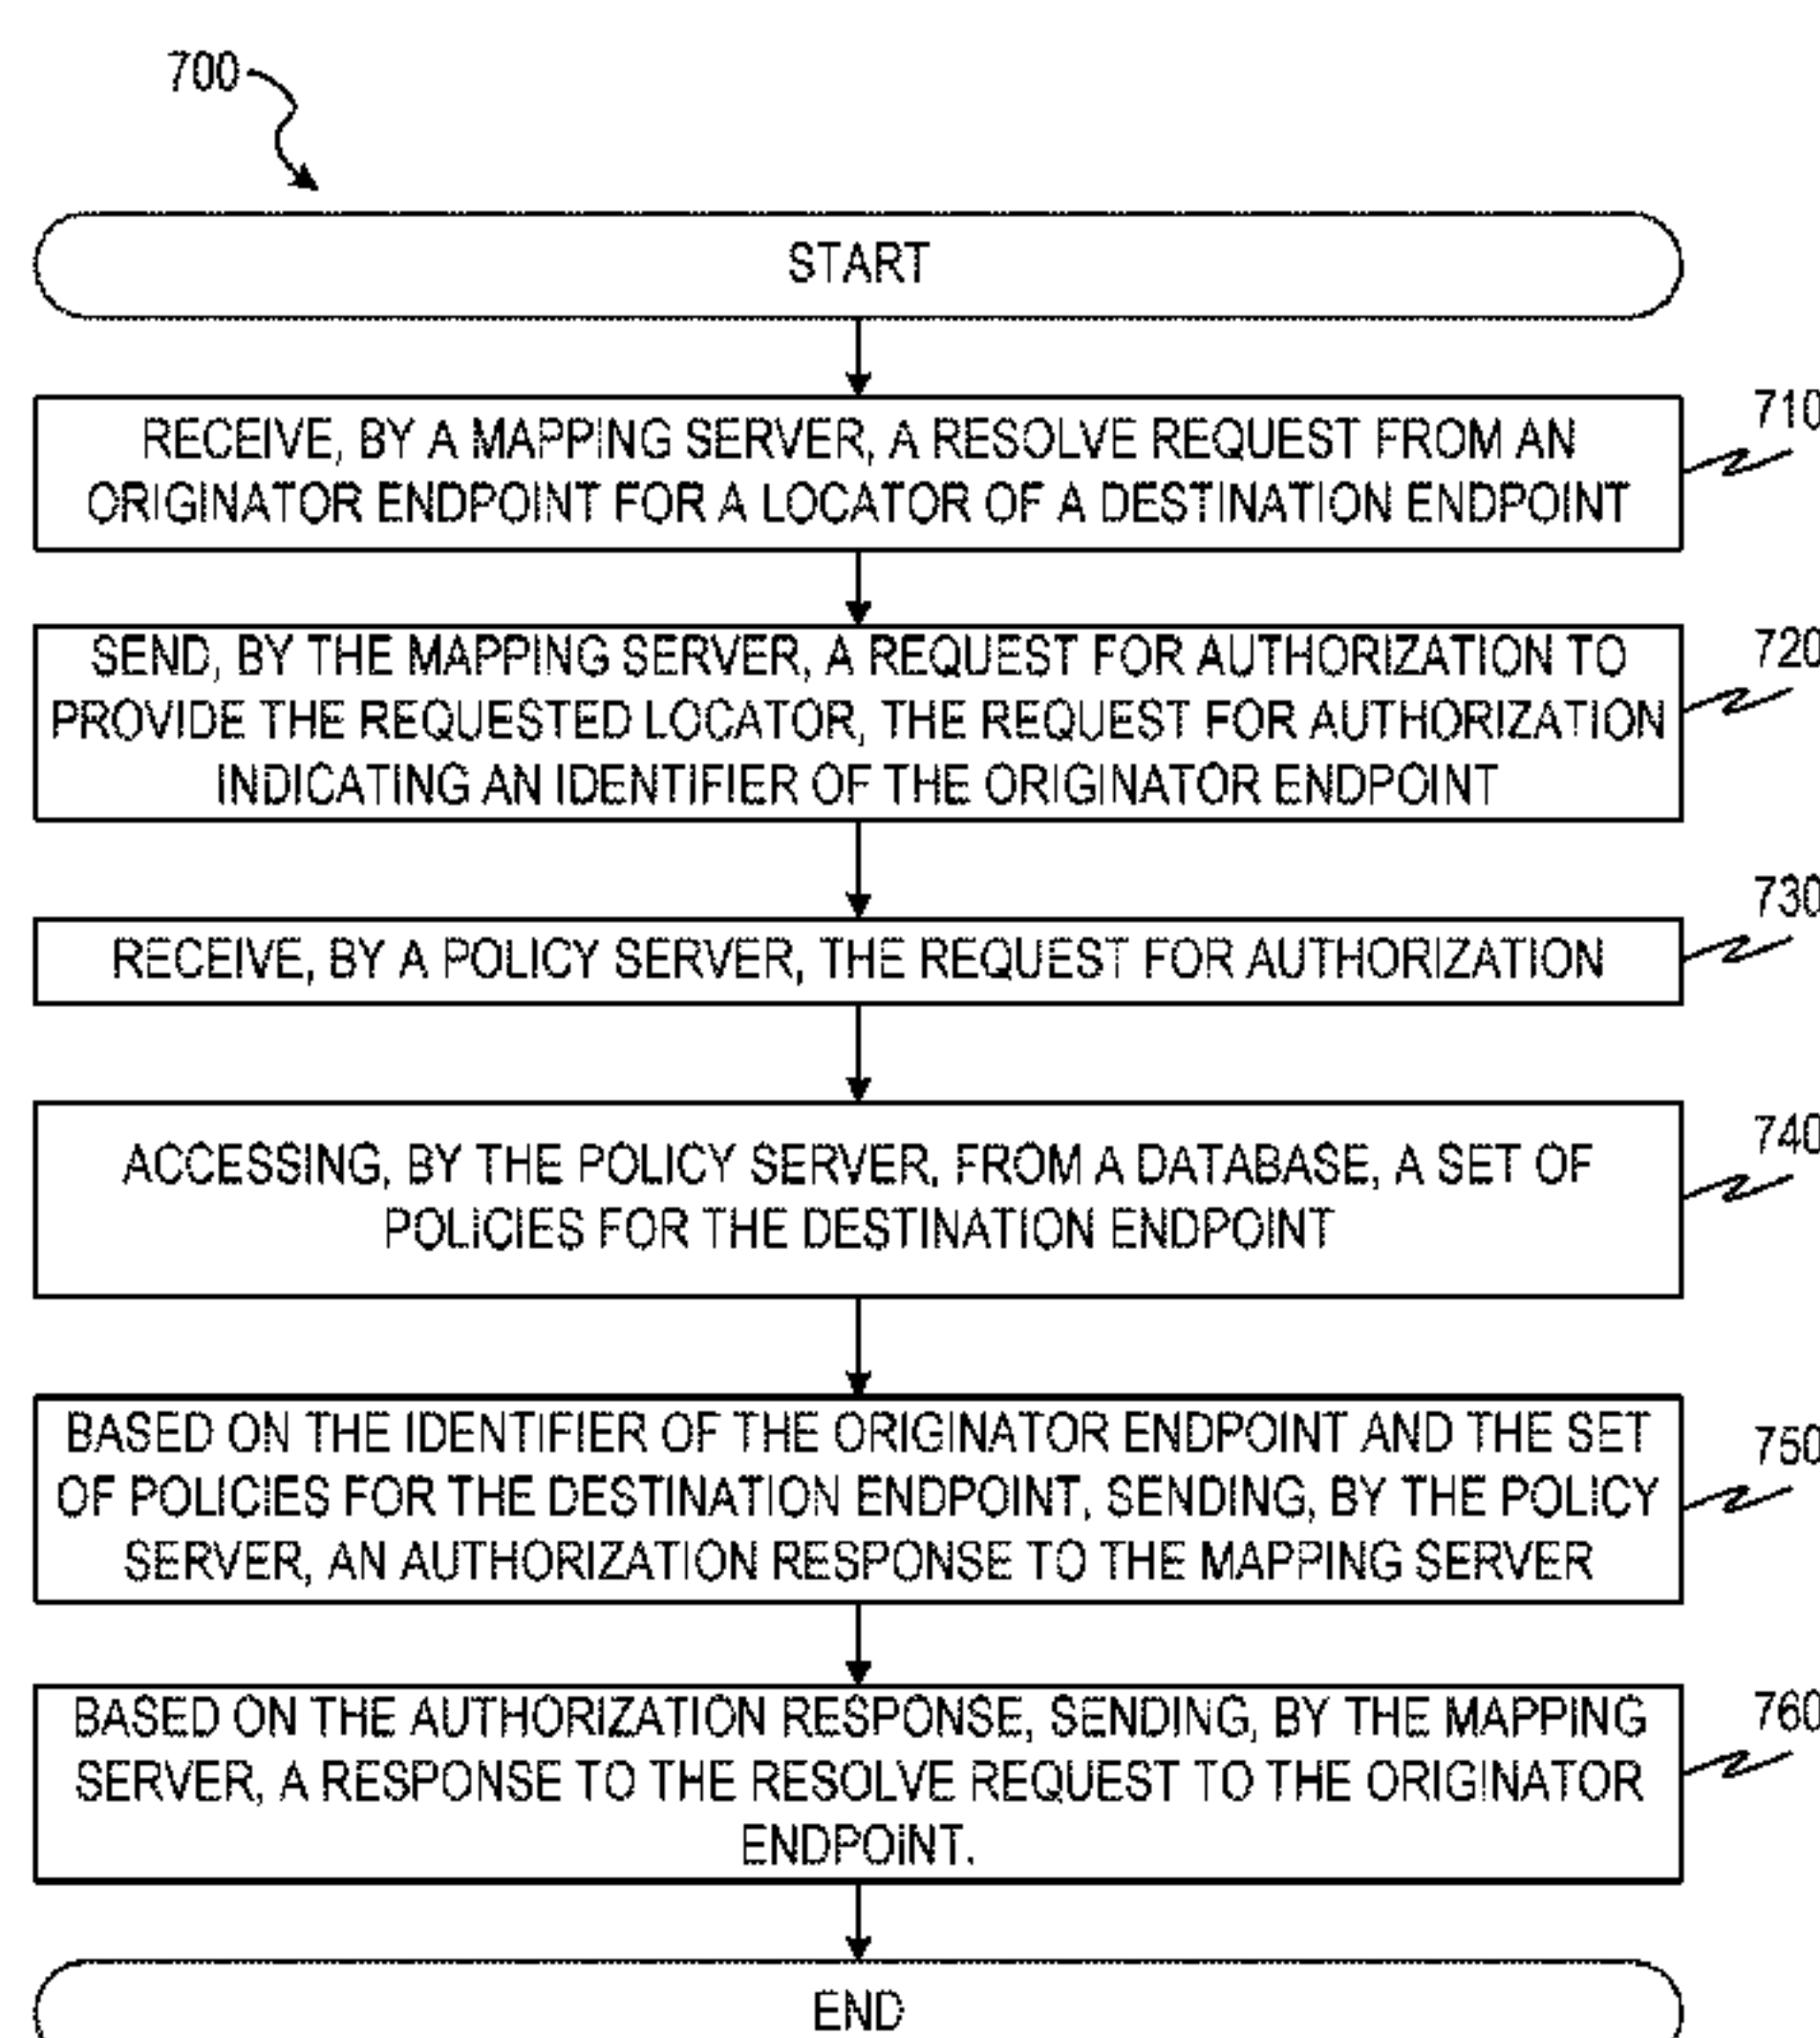 700
START
710
RECEIVE, BY A MAPPING SERVER, A RESOLVE REQUEST FROM AN
ORIGINATOR ENDPOINT FOR A LOCATOR OF A DESTINATION ENDPOINT
720
SEND, BY THE MAPPING SERVER, A REQUEST FOR AUTHORIZATION TO
PROVIDE THE REQUESTED LOCATOR, THE REQUEST FOR AUTHORIZATION
INDICATING AN IDENTIFIER OF THE ORIGINATOR ENDPOINT
730
RECEIVE, BY A POLICY SERVER, THE REQUEST FOR AUTHORIZATION
740
ACCESSING, BY THE POLICY SERVER, FROM A DATABASE, A SET OF
POLICIES FOR THE DESTINATION ENDPOINT
750
BASED ON THE IDENTIFIER OF THE ORIGINATOR ENDPOINT AND THE SET
OF POLICIES FOR THE DESTINATION ENDPOINT, SENDING, BY THE POLICY
SERVER, AN AUTHORIZATION RESPONSE TO THE MAPPING SERVER
760
BASED ON THE AUTHORIZATION RESPONSE, SENDING, BY THE MAPPING
SERVER, A RESPONSE TO THE RESOLVE REQUEST TO THE ORIGINATOR
ENDPOINT.
END